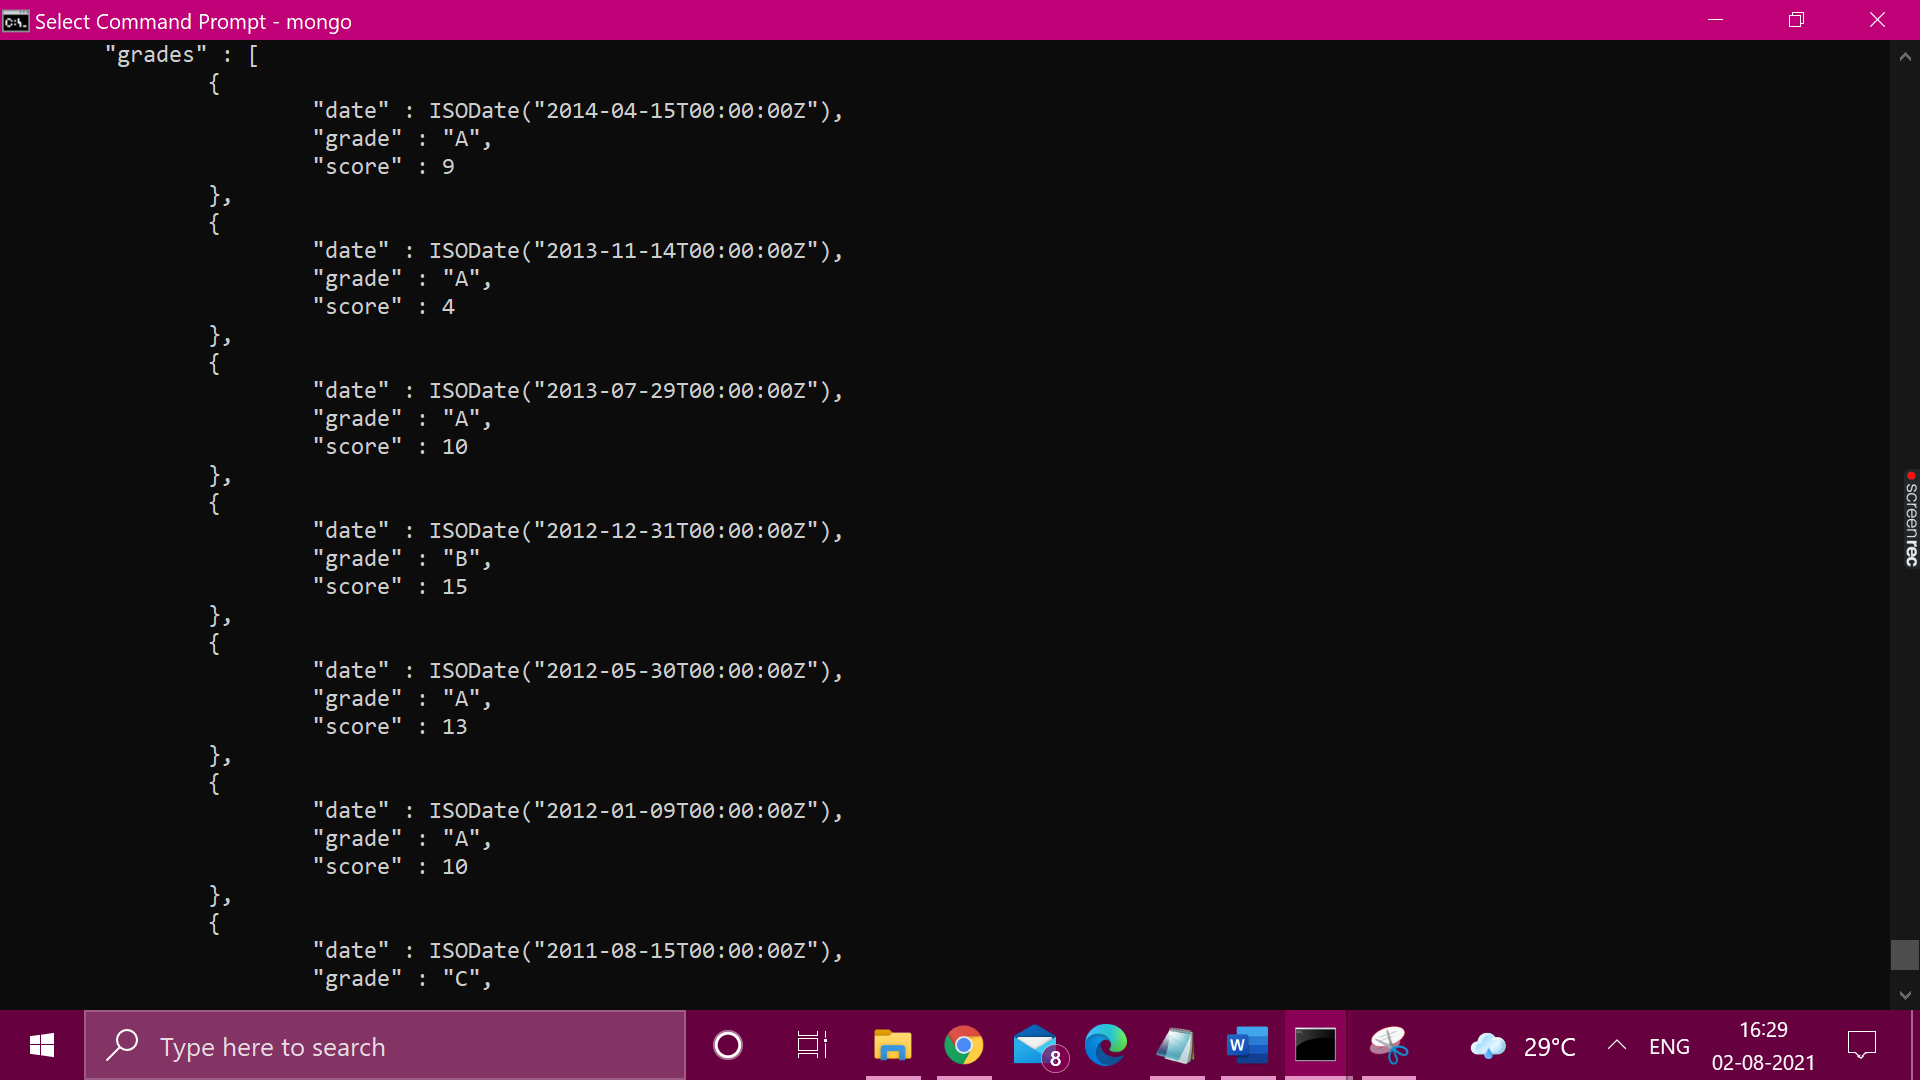 Select Command Prompt - mongo
"grades" : [
{
"date" : ISODate("2014-04-15T00:00:00Z"),
"grade" : "A",
"score" : 9
},
{
"date" : ISODate("2013-11-14T00:00:00Z"),
"grade" : "A",
"score" : 4
},
{
"date" : ISODate("2013-07-29T00:00:00Z"),
"grade" : "A",
"score" : 10
},
{
"date" : ISODate("2012-12-31T00:00:00Z"),
"grade" : "B",
"score" : 15
},
{
"date" : ISODate("2012-05-30T00:00:00Z"),
"grade" : "A",
"score" : 13
},
{
"date" : ISODate("2012-01-09T00:00:00Z"),
"grade" : "A",
"score" : 10
},
{
"date" : ISODate("2011-08-15T00:00:00Z"),
"grade" : "C",
screenrec
Type here to search
8
W
29°C
ENG
16:29
02-08-2021